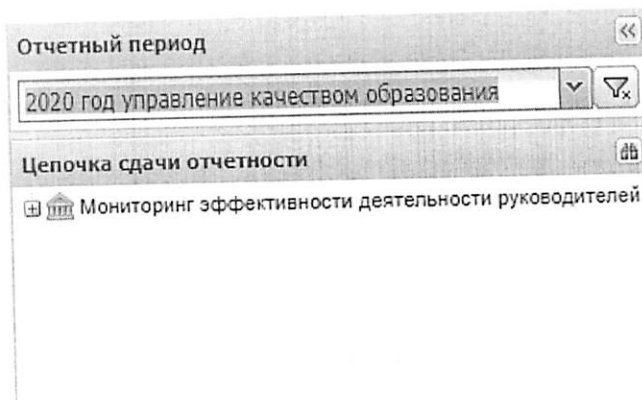 Отчетный период
2020 год управление качеством образования
Цепочка сдачи отчетности
Мониторинг эффективности деятельности руководителей